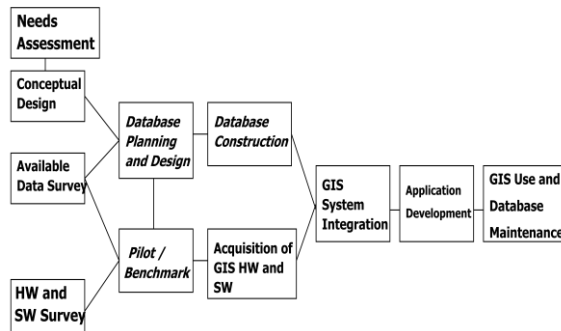 Needs
Assessment
Conceptual
Design
Available
Data Survey
HW and
SW Survey
Database
Planning
and Design
Pilot /
Benchmark
Database
Construction
Acquisition of
GIS HW and
SW
GIS
System
Integration
Application
Development
GIS Use and
Database
Maintenance